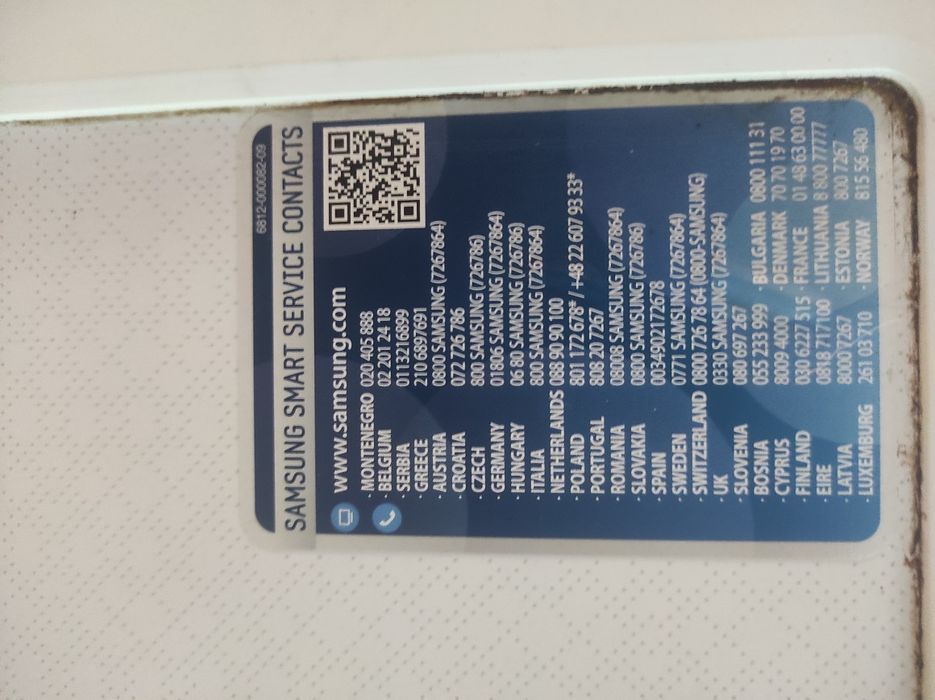 6812-000082-09
SAMSUNG SMART SERVICE CONTACTS
www.samsung.com
· MONTENEGRO 020 405 888
· BELGIUM 02 201 24 18
· SERBIA 0113216899
· GREECE 210 6897691
· AUSTRIA 0800 SAMSUNG (7267864)
· CROATIA 072 726 786
· CZECH 800 SAMSUNG (726786)
· GERMANY 01806 SAMSUNG (7267864)
· HUNGARY 0680 SAMSUNG (726786)
· ITALIA 800 SAMSUNG (7267864)
· NETHERLANDS 088 90 90 100
· POLAND 801 172 678* / +48 22 607 93 33*
· PORTUGAL 808 20 7267
· ROMANIA 08008 SAMSUNG (7267864)
· SLOVAKIA 0800 SAMSUNG (726786)
· SPAIN 0034902172678
· SWEDEN 0771 SAMSUNG (7267864)
· SWITZERLAND 0800 7226 78 64 (0800-SAMSUNG)
· UK 0330 SAMSUNG (7267864)
· SLOVENIA 080 697 267
· BOSNIA 055 233 999 · BULGARIA 0800 111 31
· CYPRUS 8009 4000 · DENMARK 70 70 19 70
· FINLAND 030 6227 515 · FRANCE 01 48 63 00 00
· EIRE 0818 717100 · LITHUANIA 8 800 77777
· LATVIA 80007267 · ESTONIA 800 7267
· LUXEMBURG 261 03 710 · NORWAY 815 56 480